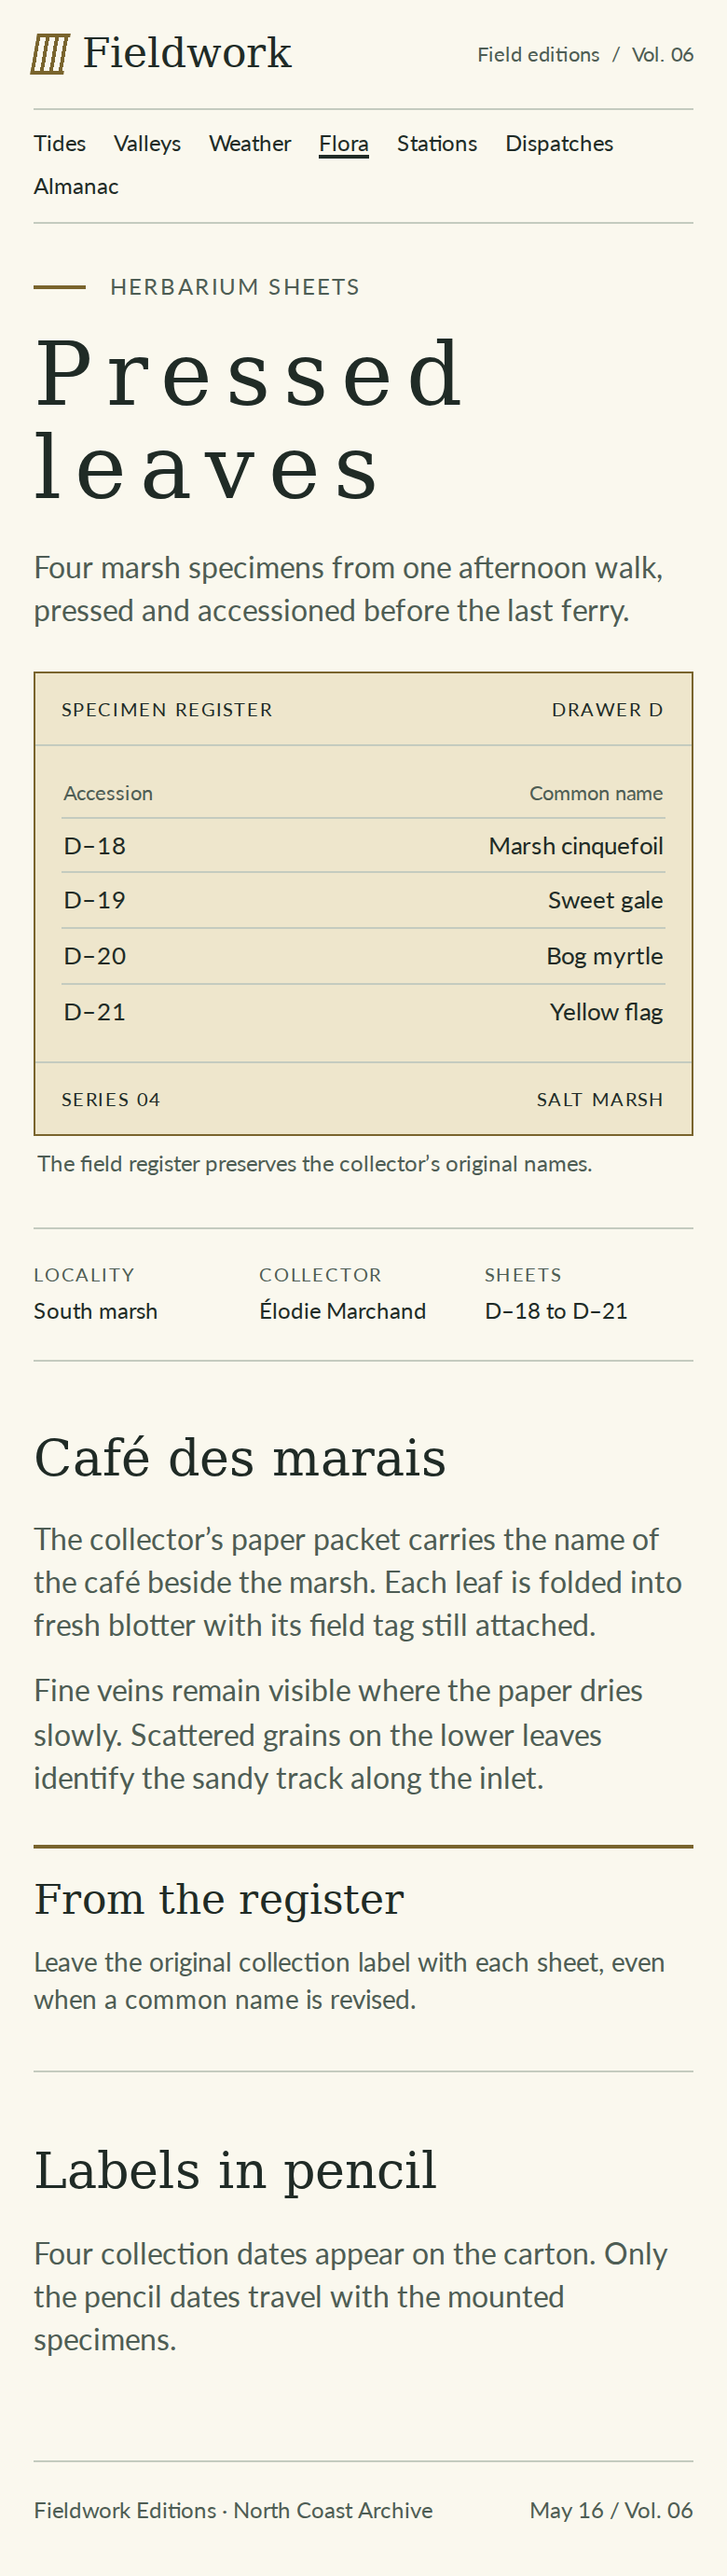 Fieldwork
Field editions / Vol. 06
Tides Valleys Weather Flora Stations Dispatches
Almanac
HERBARIUM SHEETS
Pressed
leaves
Four marsh specimens from one afternoon walk,
pressed and accessioned before the last ferry.
SPECIMEN REGISTER DRAWER D
Accession Common name
D–18 Marsh cinquefoil
D–19 Sweet gale
D–20 Bog myrtle
D–21 Yellow flag
SERIES 04 SALT MARSH
The field register preserves the collector’s original names.
LOCALITY COLLECTOR SHEETS
South marsh Élodie Marchand D–18 to D–21
Café des marais
The collector’s paper packet carries the name of
the café beside the marsh. Each leaf is folded into
fresh blotter with its field tag still attached.
Fine veins remain visible where the paper dries
slowly. Scattered grains on the lower leaves
identify the sandy track along the inlet.
From the register
Leave the original collection label with each sheet, even
when a common name is revised.
Labels in pencil
Four collection dates appear on the carton. Only
the pencil dates travel with the mounted
specimens.
Fieldwork Editions · North Coast Archive May 16 / Vol. 06